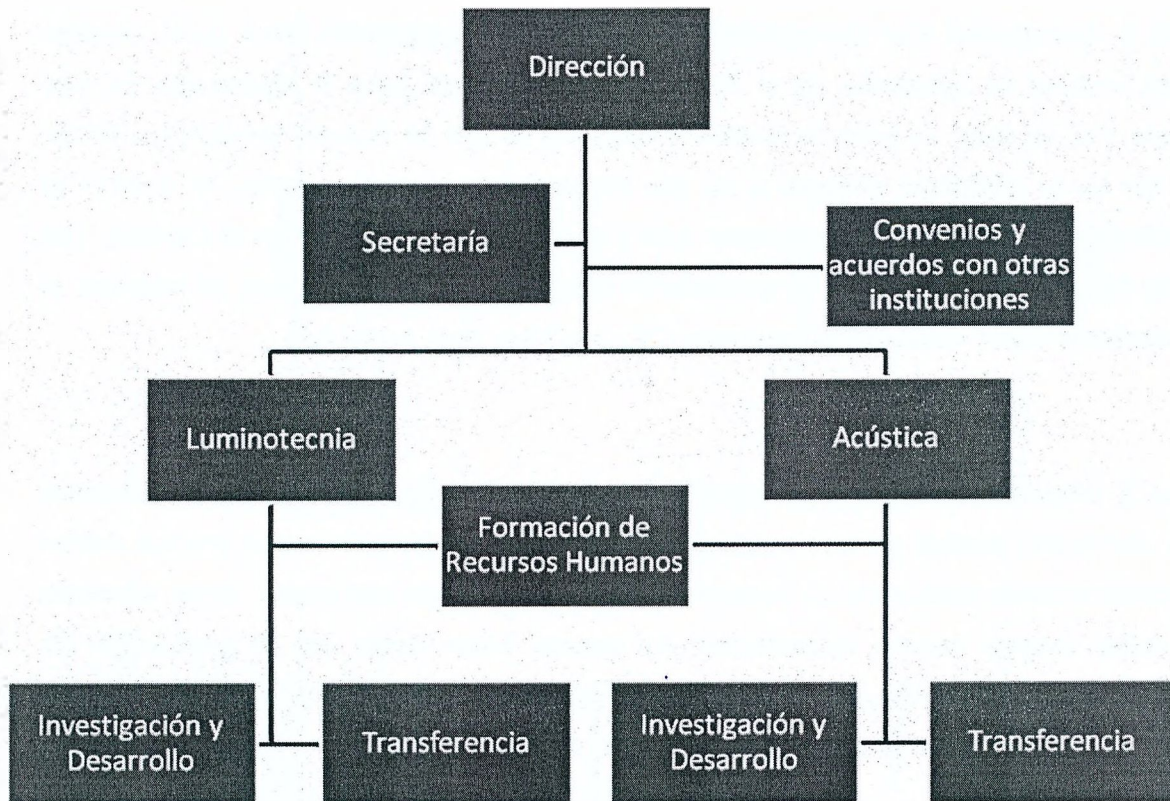 Dirección
Secretaría
Convenios y
acuerdos con otras
instituciones
Luminotecnia
Acústica
Formación de
Recursos Humanos
Investigación y
Desarrollo
Transferencia
Investigación y
Desarrollo
Transferencia